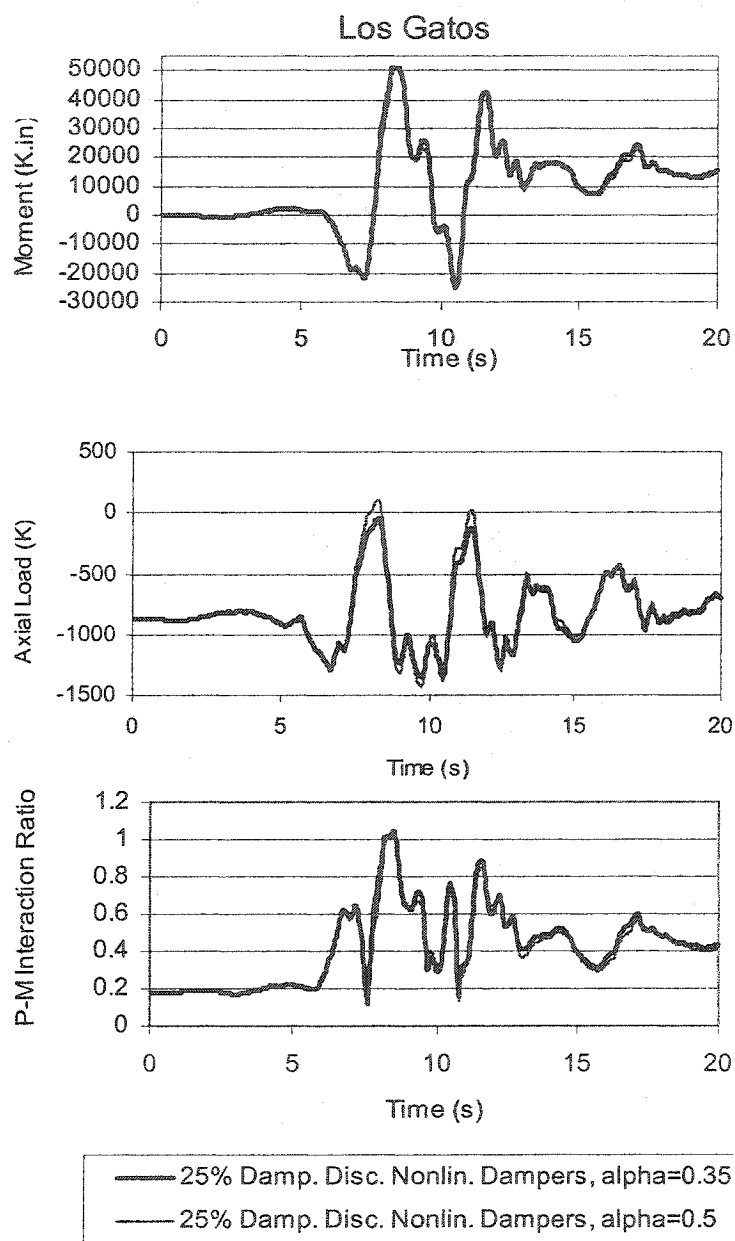 Los Gatos
Moment (K.in)
50000
40000
30000
20000
10000
0
-10000
-20000
-30000
0 5 10 15 20
Time (s)
Axial Load (K)
500
0
-500
-1000
-1500
0 5 10 15 20
Time (s)
P-M Interaction Ratio
1.2
1
0.8
0.6
0.4
0.2
0
0 5 10 15 20
Time (s)
25% Damp. Disc. Nonlin. Dampers, alpha=0.35
25% Damp. Disc. Nonlin. Dampers, alpha=0.5